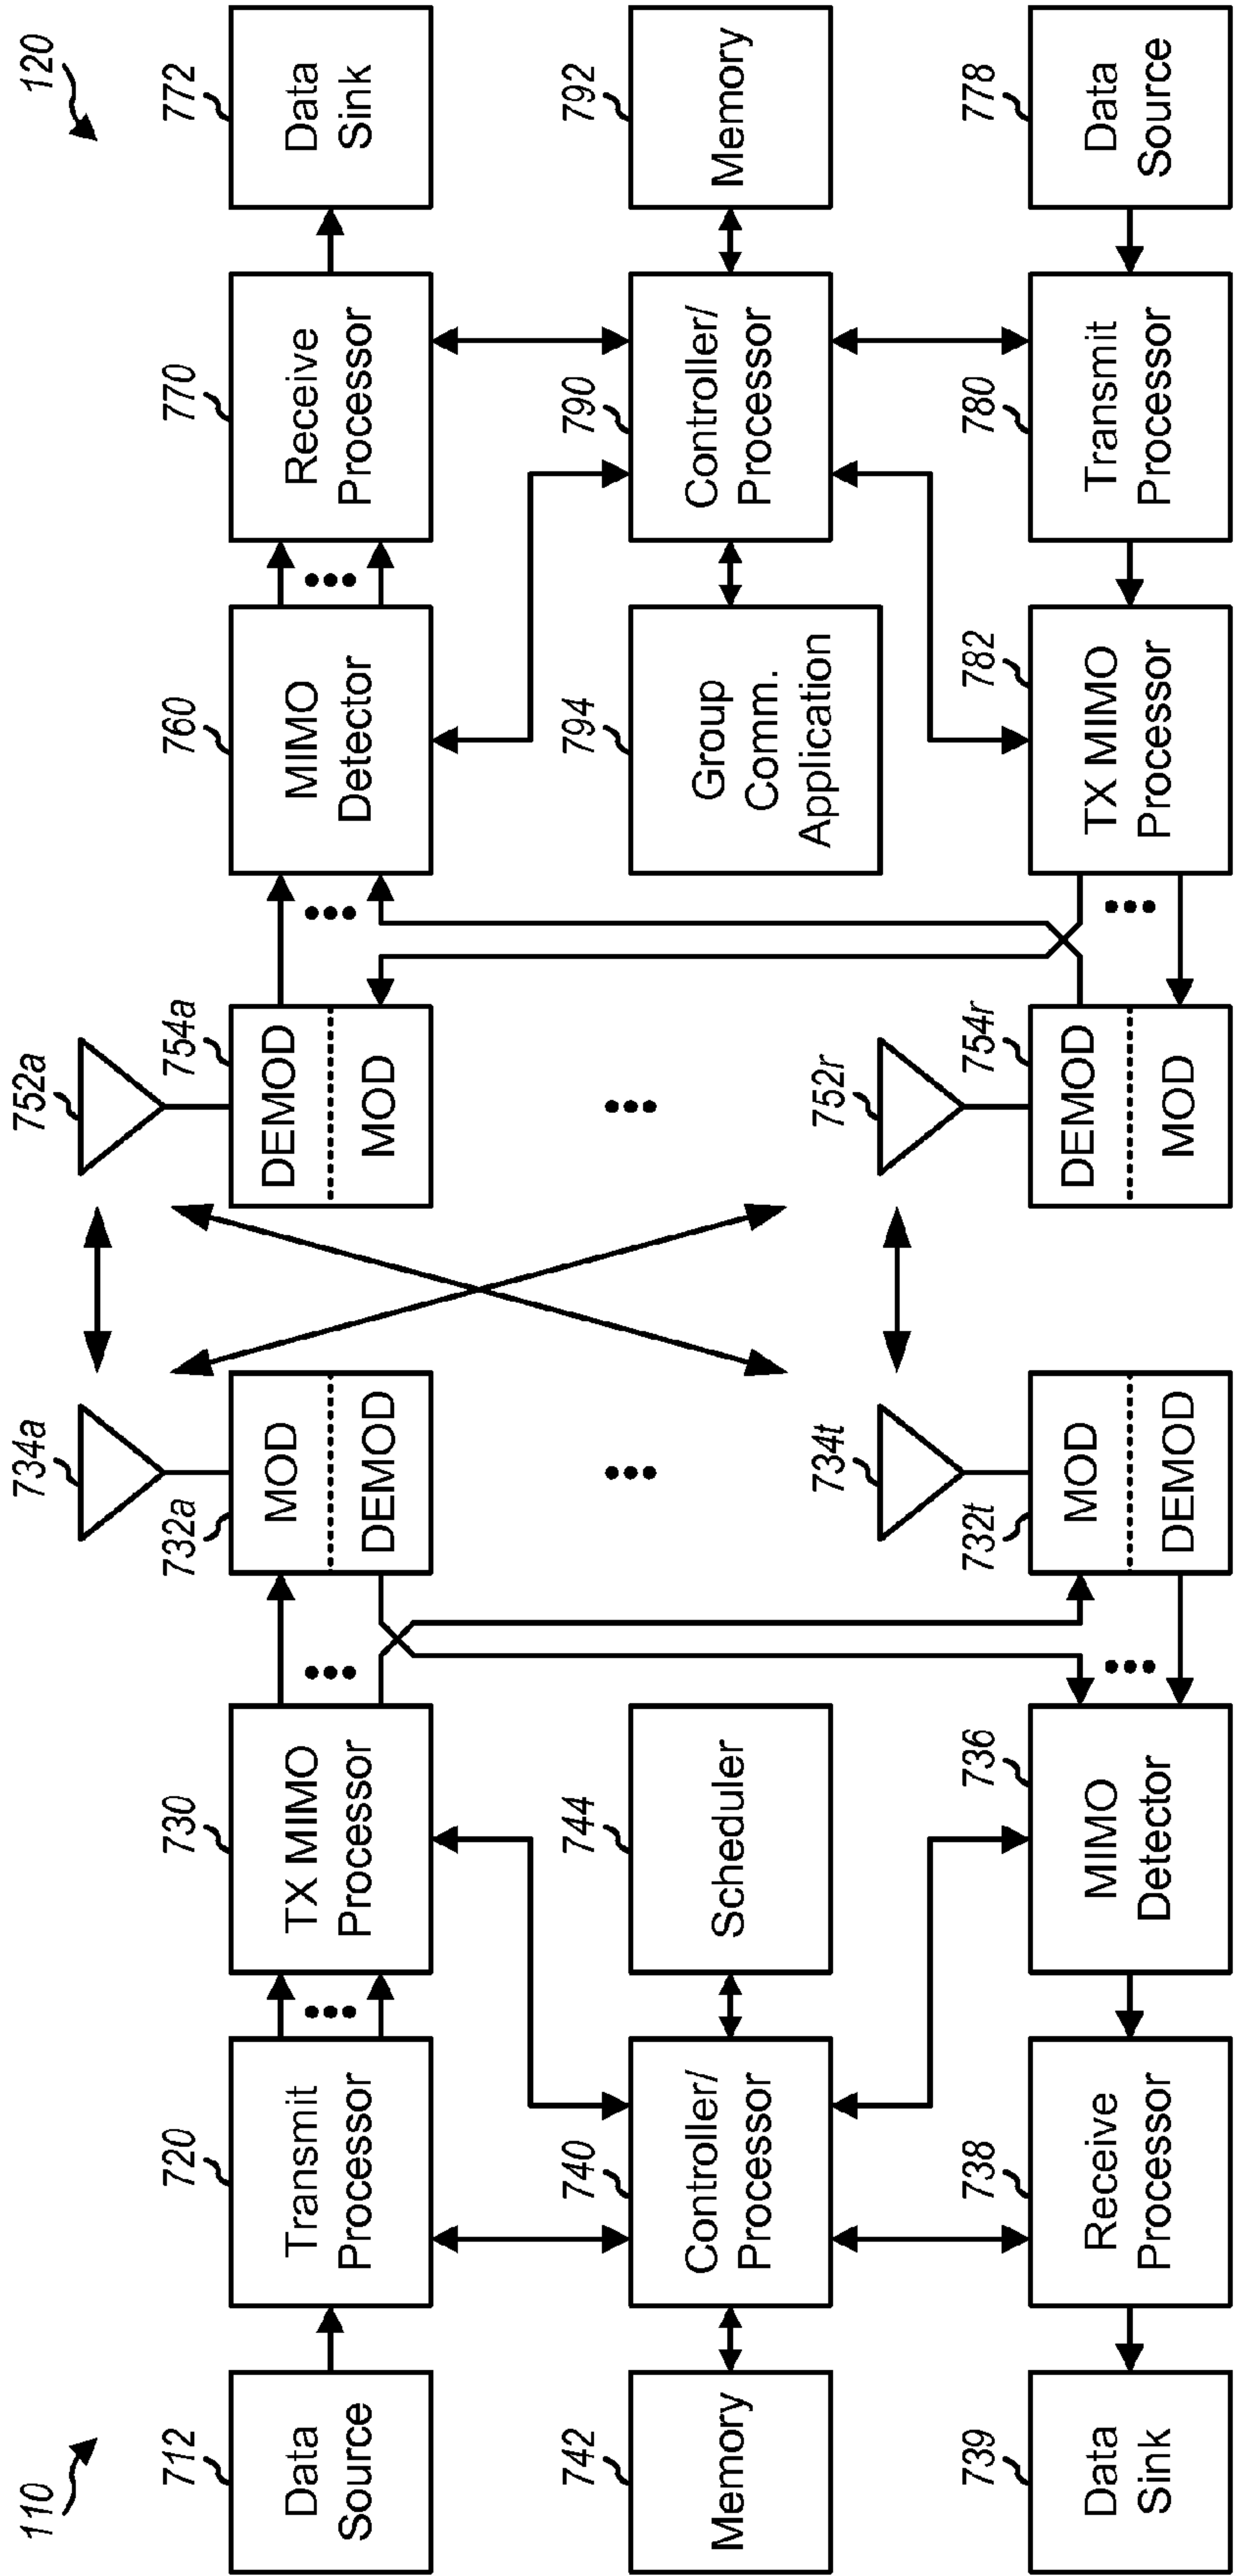 110
120
734a
752a
712
Data
Source
720
Transmit
Processor
730
TX MIMO
Processor
732a
MOD
DEMOD
754a
DEMOD
MOD
760
MIMO
Detector
770
Receive
Processor
772
Data
Sink
742
Memory
740
Controller/
Processor
744
Scheduler
794
Group
Comm.
Application
790
Controller/
Processor
792
Memory
734t
752r
739
Data
Sink
738
Receive
Processor
736
MIMO
Detector
732t
MOD
DEMOD
754r
DEMOD
MOD
782
TX MIMO
Processor
780
Transmit
Processor
778
Data
Source